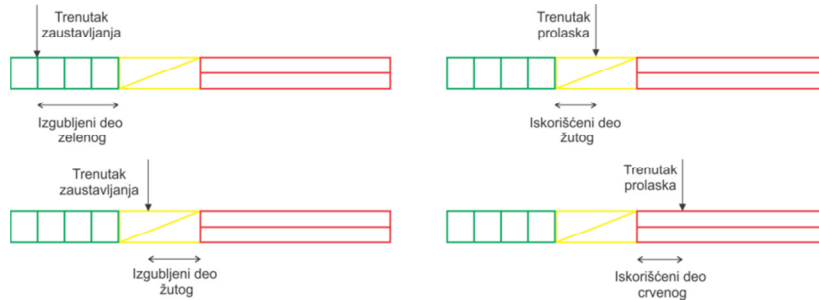 Trenutak
zaustavljanja
Izgubljeni deo
zelenog
Trenutak
prolaska
Iskorišćeni deo
žutog
Trenutak
zaustavljanja
Izgubljeni deo
žutog
Trenutak
prolaska
Iskorišćeni deo
crvenog